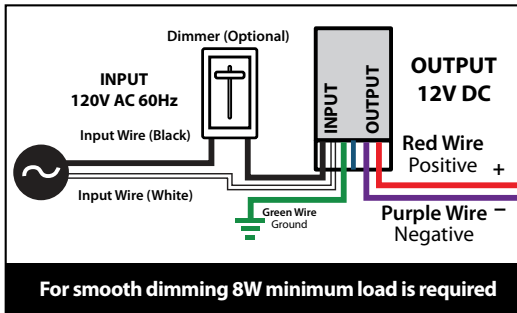 Dimmer (Optional)
INPUT
120V AC 60Hz
Input Wire (Black)
Input Wire (White)
INPUT
OUTPUT
OUTPUT
12V DC
Red Wire
Positive +
Green Wire
Ground
Purple Wire –
Negative
For smooth dimming 8W minimum load is required